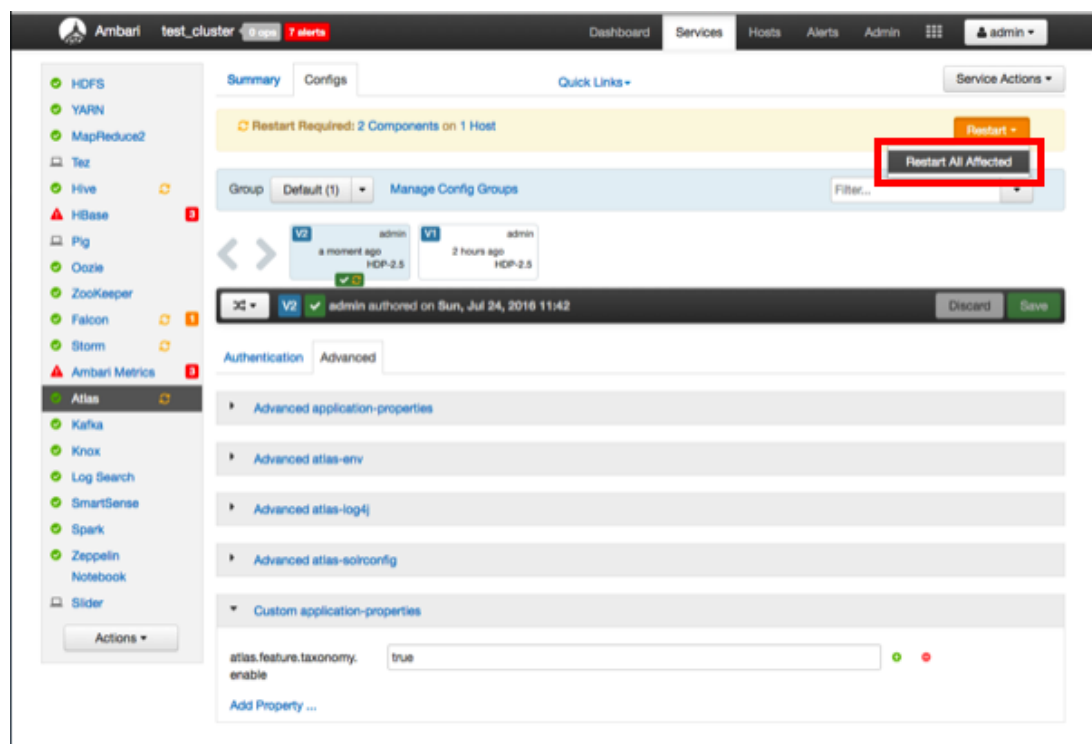 Ambari test_cluster 0 ops 7 alerts Dashboard Services Hosts Alerts Admin admin
HDFS
YARN
MapReduce2
Tez
Hive
HBase 3
Pig
Oozie
ZooKeeper
Falcon 1
Storm
Ambari Metrics 3
Atlas
Kafka
Knox
Log Search
SmartSense
Spark
Zeppelin
Notebook
Slider
Actions
Summary Configs Quick Links Service Actions
Restart Required: 2 Components on 1 Host Restart
Restart All Affected
Group Default (1) Manage Config Groups Filter...
V2 admin
a moment ago
HDP-2.5
V1 admin
2 hours ago
HDP-2.5
V2 admin authored on Sun, Jul 24, 2016 11:42 Discard Save
Authentication Advanced
Advanced application-properties
Advanced atlas-env
Advanced atlas-log4j
Advanced atlas-solrconfig
Custom application-properties
atlas.feature.taxonomy. true
enable
Add Property ...